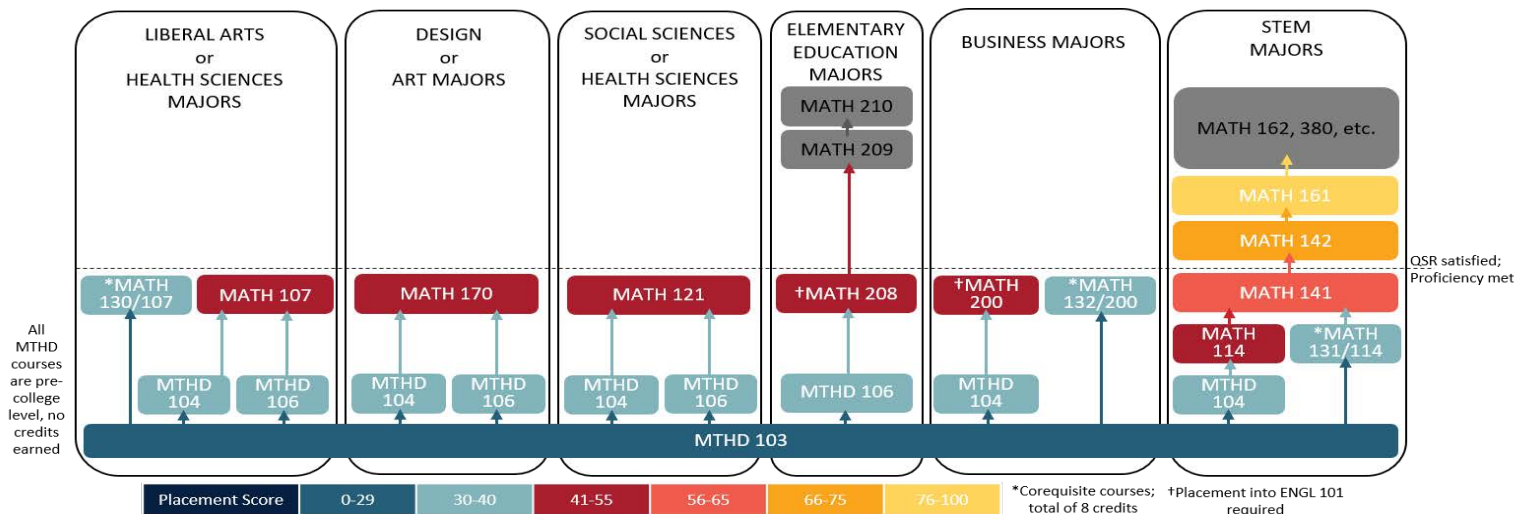 LIBERAL ARTS
or
HEALTH SCIENCES
MAJORS
DESIGN
or
ART MAJORS
SOCIAL SCIENCES
or
HEALTH SCIENCES
MAJORS
ELEMENTARY
EDUCATION
MAJORS
BUSINESS MAJORS
STEM
MAJORS
MATH 210
MATH 209
MATH 162, 380, etc.
MATH 161
MATH 142
QSR satisfied;
Proficiency met
*MATH
130/107
MATH 107
MATH 170
MATH 121
†MATH 208
†MATH
200
*MATH
132/200
MATH 141
MATH
114
*MATH
131/114
All
MTHD
courses
are pre-
college
level, no
credits
earned
MTHD
104
MTHD
106
MTHD
104
MTHD
106
MTHD
104
MTHD
106
MTHD 106
MTHD
104
MTHD
104
MTHD 103
Placement Score
0-29
30-40
41-55
56-65
66-75
76-100
*Corequisite courses;
total of 8 credits
†Placement into ENGL 101
required